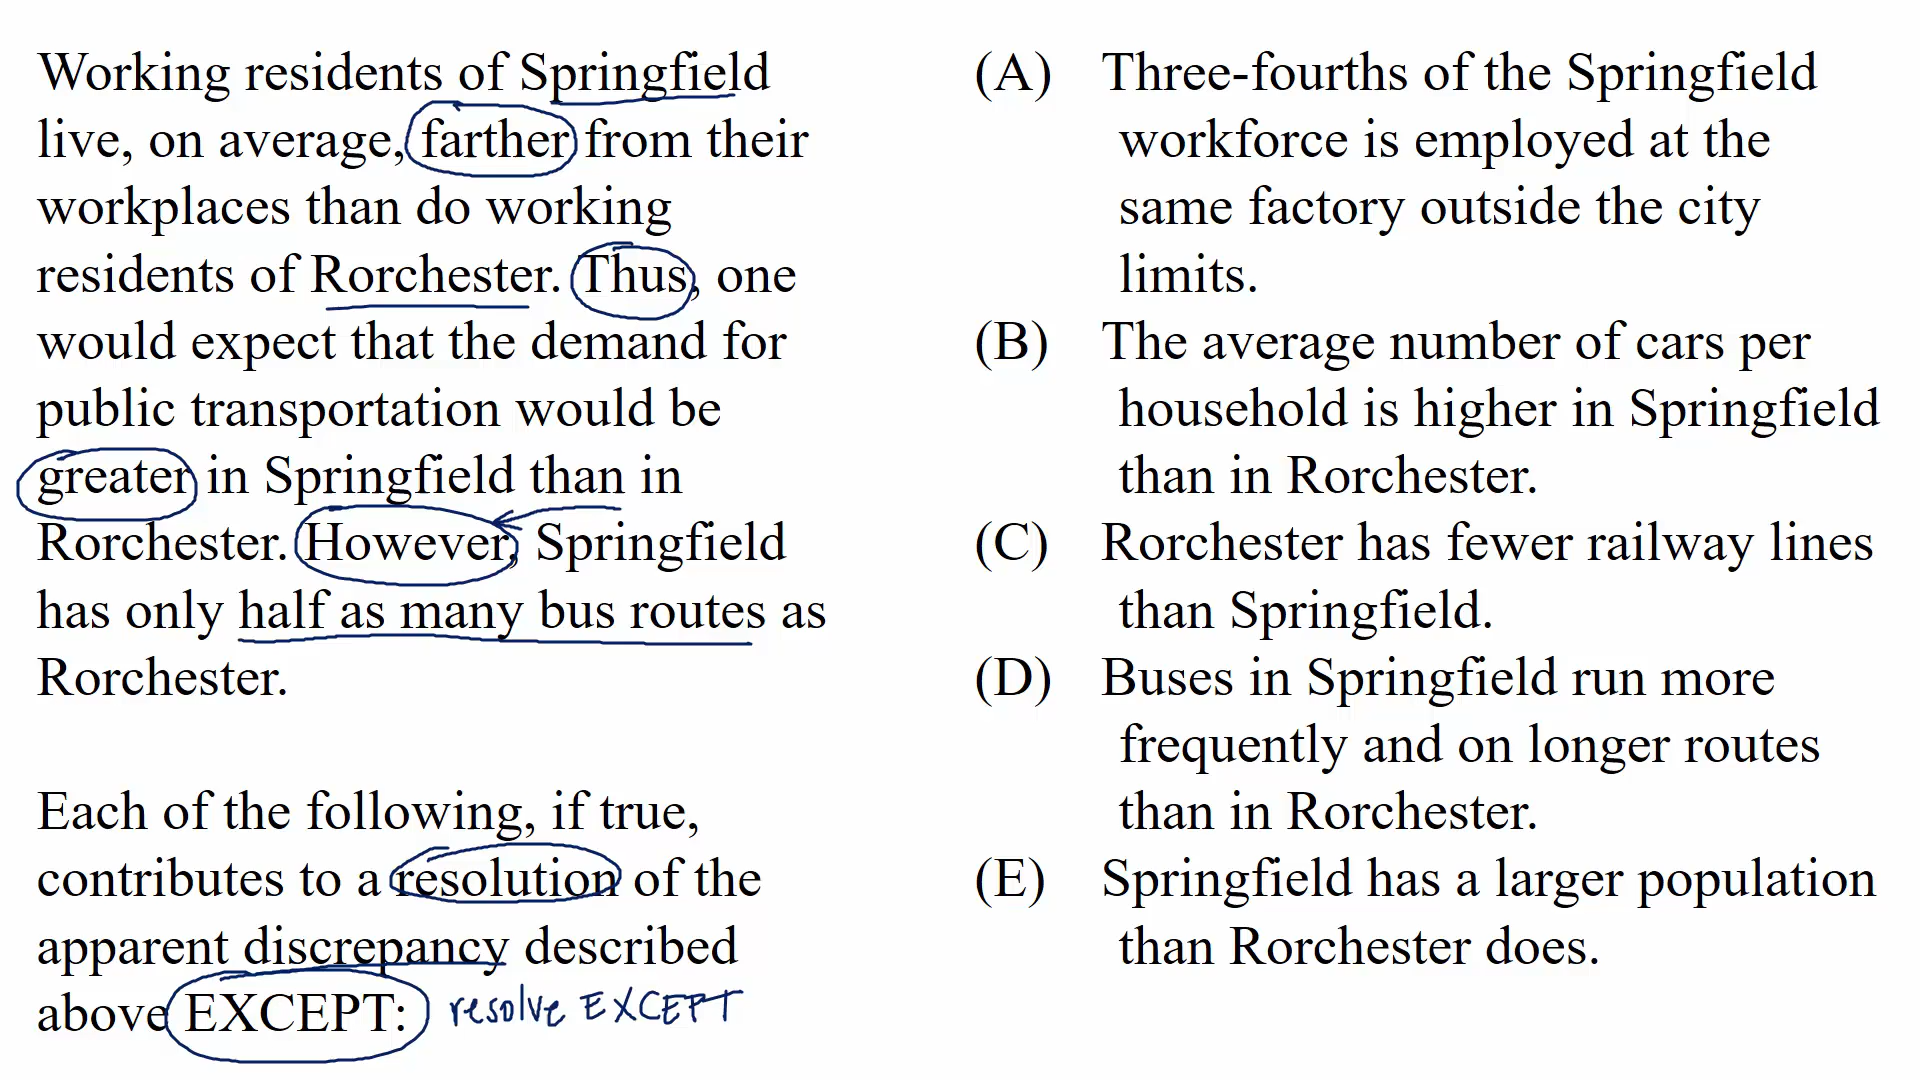 Working residents of Springfield
live, on average, farther from their
workplaces than do working
residents of Rorchester. Thus, one
would expect that the demand for
public transportation would be
greater in Springfield than in
Rorchester. However, Springfield
has only half as many bus routes as
Rorchester.
Each of the following, if true,
contributes to a resolution of the
apparent discrepancy described
above EXCEPT: resolve EXCEPT
(A) Three-fourths of the Springfield
workforce is employed at the
same factory outside the city
limits.
(B) The average number of cars per
household is higher in Springfield
than in Rorchester.
(C) Rorchester has fewer railway lines
than Springfield.
(D) Buses in Springfield run more
frequently and on longer routes
than in Rorchester.
(E) Springfield has a larger population
than Rorchester does.